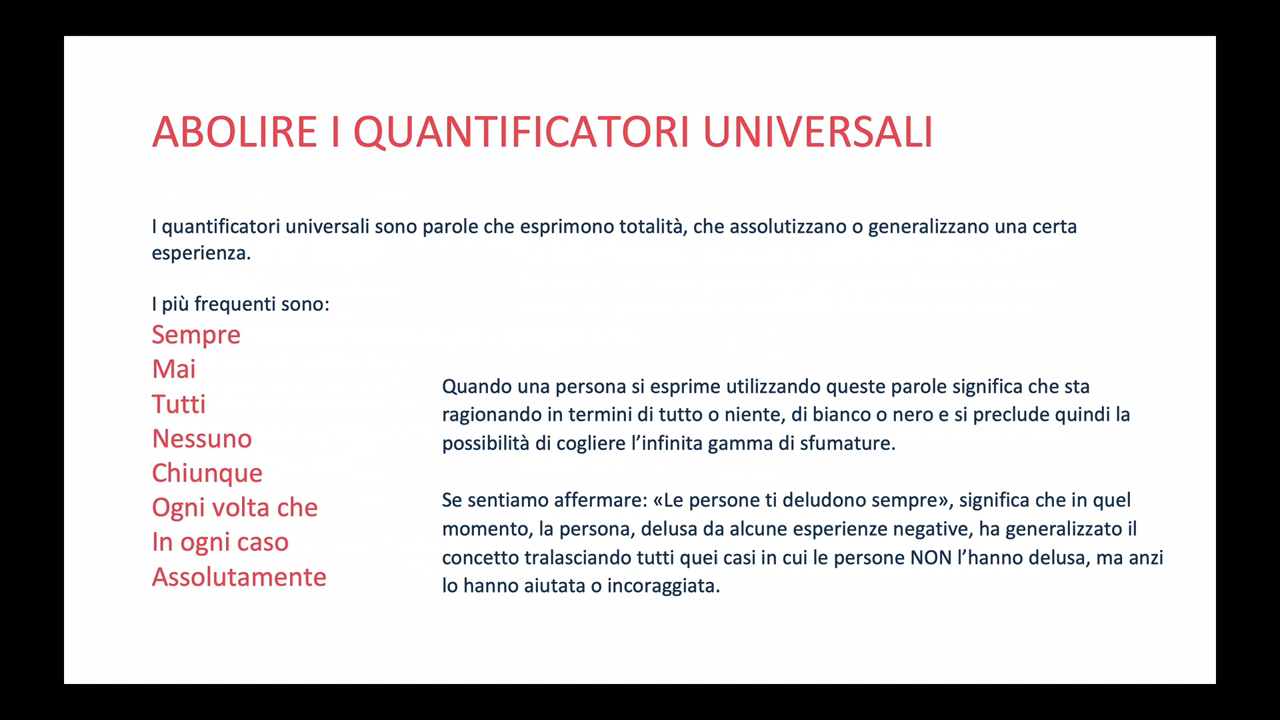 ABOLIRE I QUANTIFICATORI UNIVERSALI
I quantificatori universali sono parole che esprimono totalità, che assolutizzano o generalizzano una certa
esperienza.
I più frequenti sono:
Sempre
Mai
Tutti
Nessuno
Chiunque
Ogni volta che
In ogni caso
Assolutamente
Quando una persona si esprime utilizzando queste parole significa che sta
ragionando in termini di tutto o niente, di bianco o nero e si preclude quindi la
possibilità di cogliere l’infinita gamma di sfumature.
Se sentiamo affermare: «Le persone ti deludono sempre», significa che in quel
momento, la persona, delusa da alcune esperienze negative, ha generalizzato il
concetto tralasciando tutti quei casi in cui le persone NON l’hanno delusa, ma anzi
lo hanno aiutata o incoraggiata.